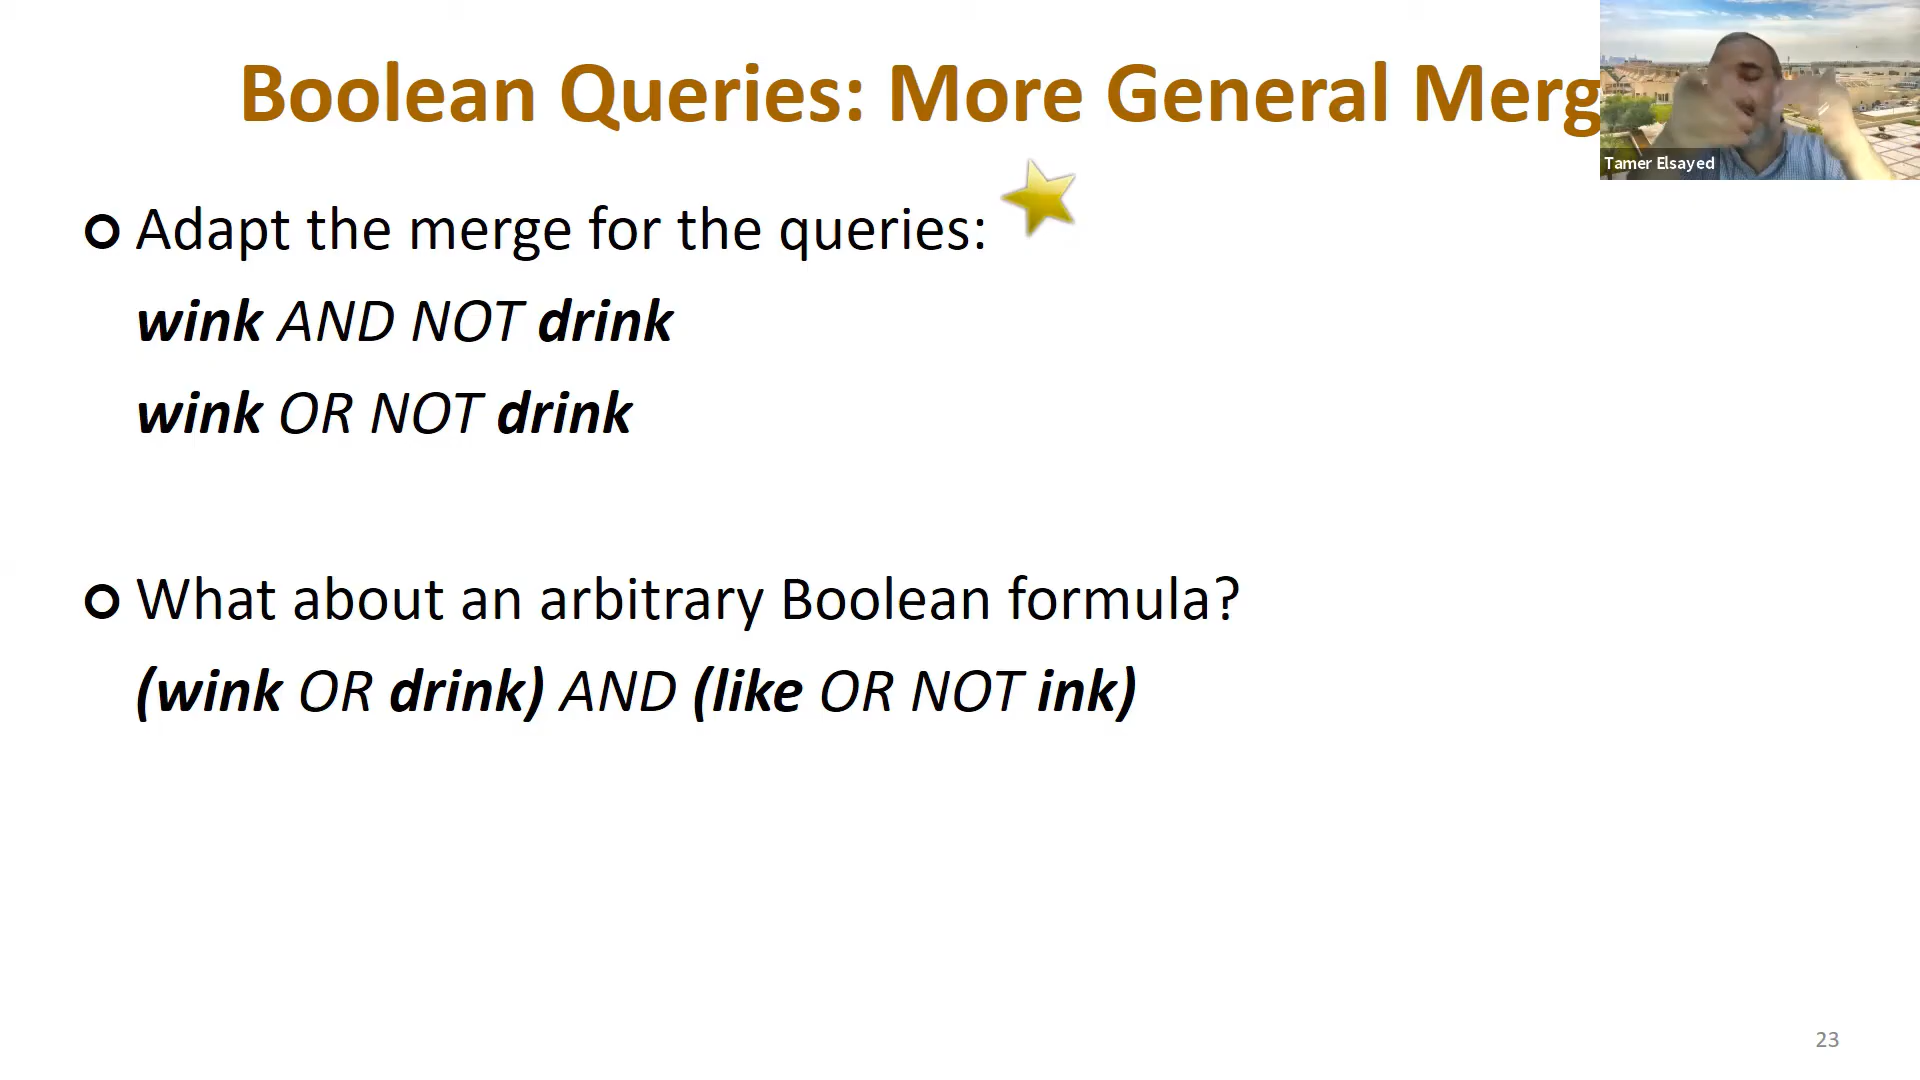 Boolean Queries: More General Merg
Tamer Elsayed
Adapt the merge for the queries:
wink AND NOT drink
wink OR NOT drink
What about an arbitrary Boolean formula?
(wink OR drink) AND (like OR NOT ink)
23